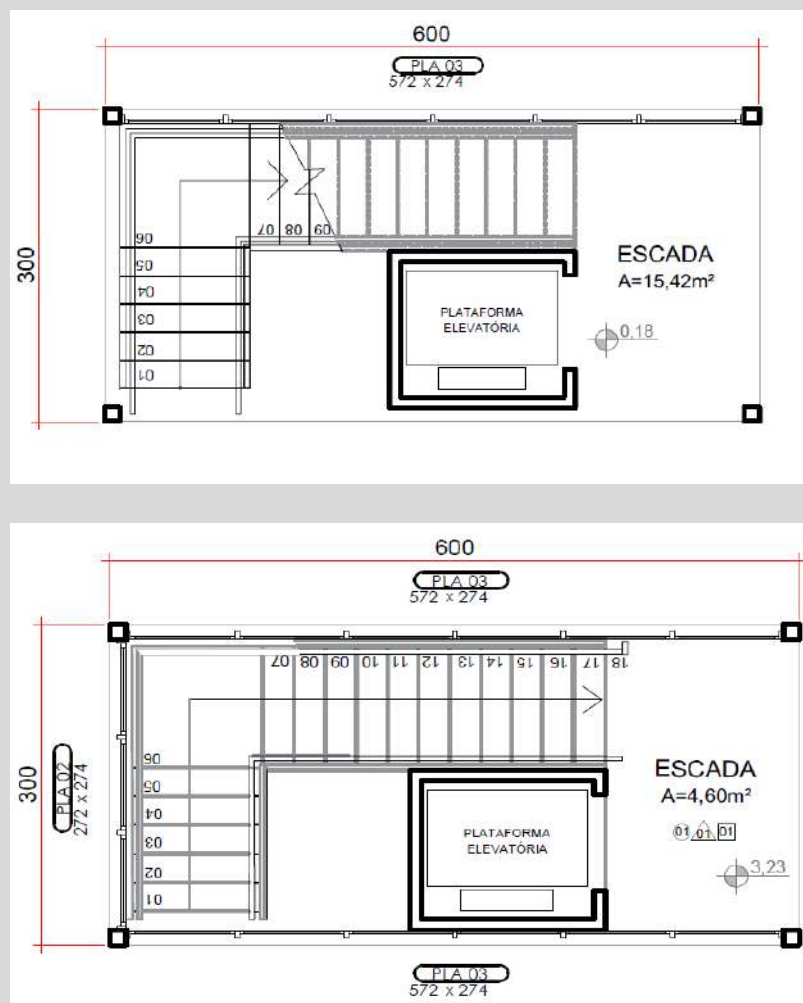 600
PLA 03
572 x 274
300
06
05
04
03
02
01
07
08
09
PLATAFORMA
ELEVATÓRIA
ESCADA
A=15,42m²
0,18
600
PLA 03
572 x 274
300
PLA 02
272 x 274
07
08
09
10
11
12
13
14
15
16
17
18
06
05
04
03
02
01
PLATAFORMA
ELEVATÓRIA
ESCADA
A=4,60m²
01
01
01
3,23
PLA 03
572 x 274